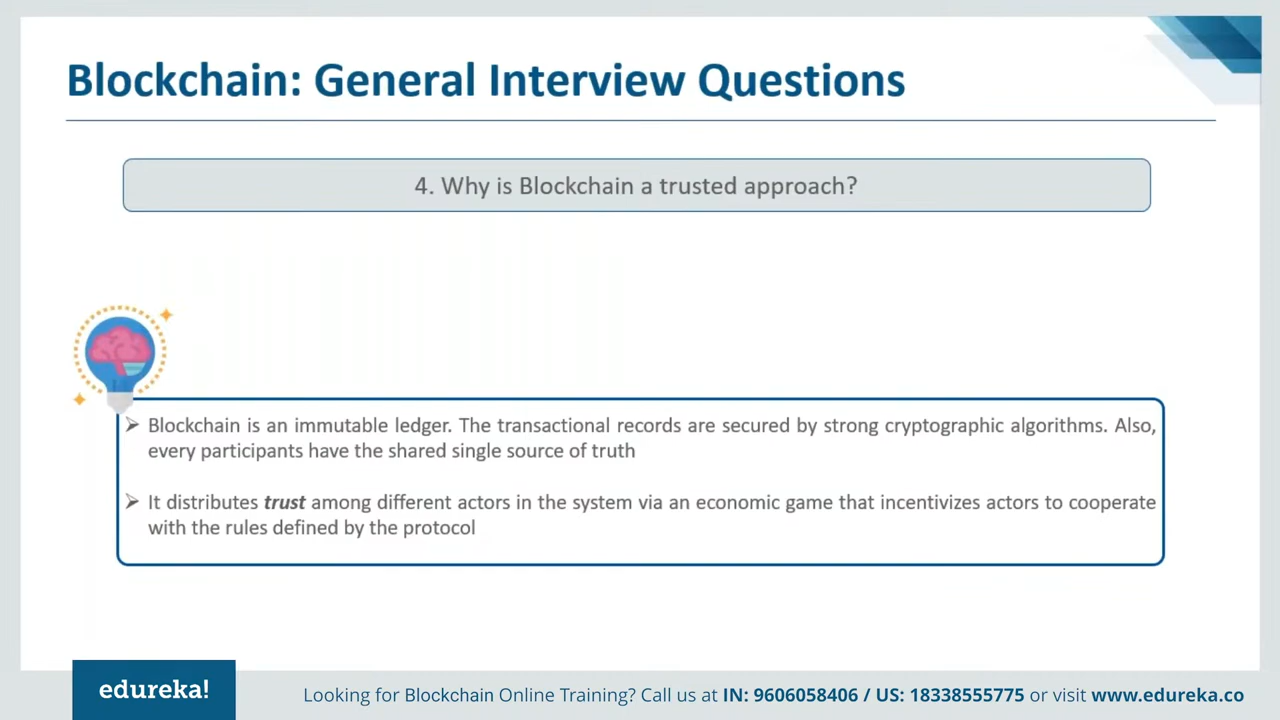 Blockchain: General Interview Questions
4. Why is Blockchain a trusted approach?
➤ Blockchain is an immutable ledger. The transactional records are secured by strong cryptographic algorithms. Also,
every participants have the shared single source of truth
➤ It distributes trust among different actors in the system via an economic game that incentivizes actors to cooperate
with the rules defined by the protocol
edureka!
Looking for Blockchain Online Training? Call us at IN: 9606058406 / US: 18338555775 or visit www.edureka.co